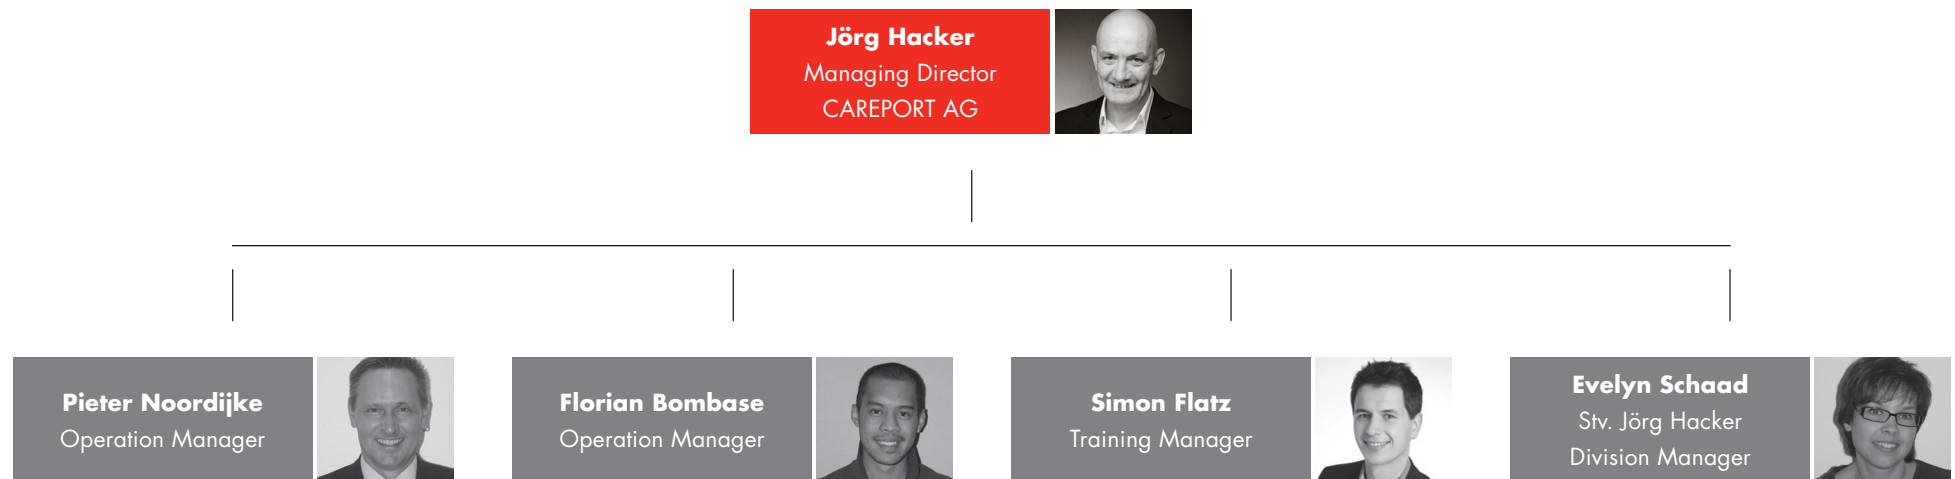 Jörg Hacker
Managing Director
CAREPORT AG
Pieter Noordijke
Operation Manager
Florian Bombase
Operation Manager
Simon Flatz
Training Manager
Evelyn Schaad
Stv. Jörg Hacker
Division Manager